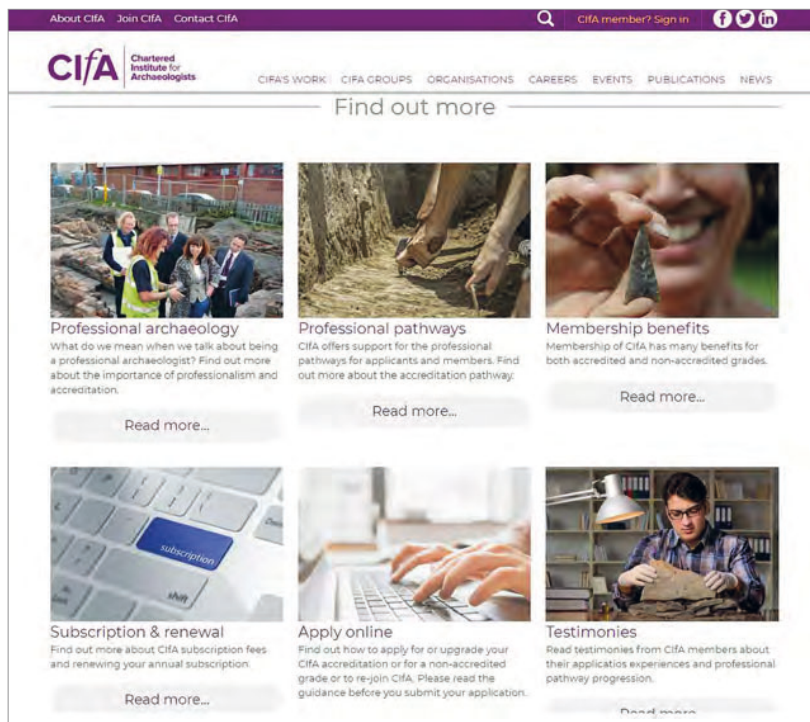 About CIfA Join CIfA Contact CIfA
CIfA member? Sign in
CIfA
Chartered
Institute for
Archaeologists
CIFA'S WORK CIFA GROUPS ORGANISATIONS CAREERS EVENTS PUBLICATIONS NEWS
Find out more
Professional archaeology
What do we mean when we talk about being
a professional archaeologist? Find out more
about the importance of professionalism and
accreditation.
Read more...
Professional pathways
CIfA offers support for the professional
pathways for applicants and members. Find
out more about the accreditation pathway.
Read more...
Membership benefits
Membership of CIfA has many benefits for
both accredited and non-accredited grades.
Read more...
subscription
shift
Subscription & renewal
Find out more about CIfA subscription fees
and renewing your annual subscription
Read more...
Apply online
Find out how to apply for or upgrade your
CIfA accreditation or for a non-accredited
grade or to re-join CIfA. Please read the
guidance before you submit your application.
Testimonies
Read testimonies from CIfA members about
their applicatios experiences and professional
pathway progression.
Read more...